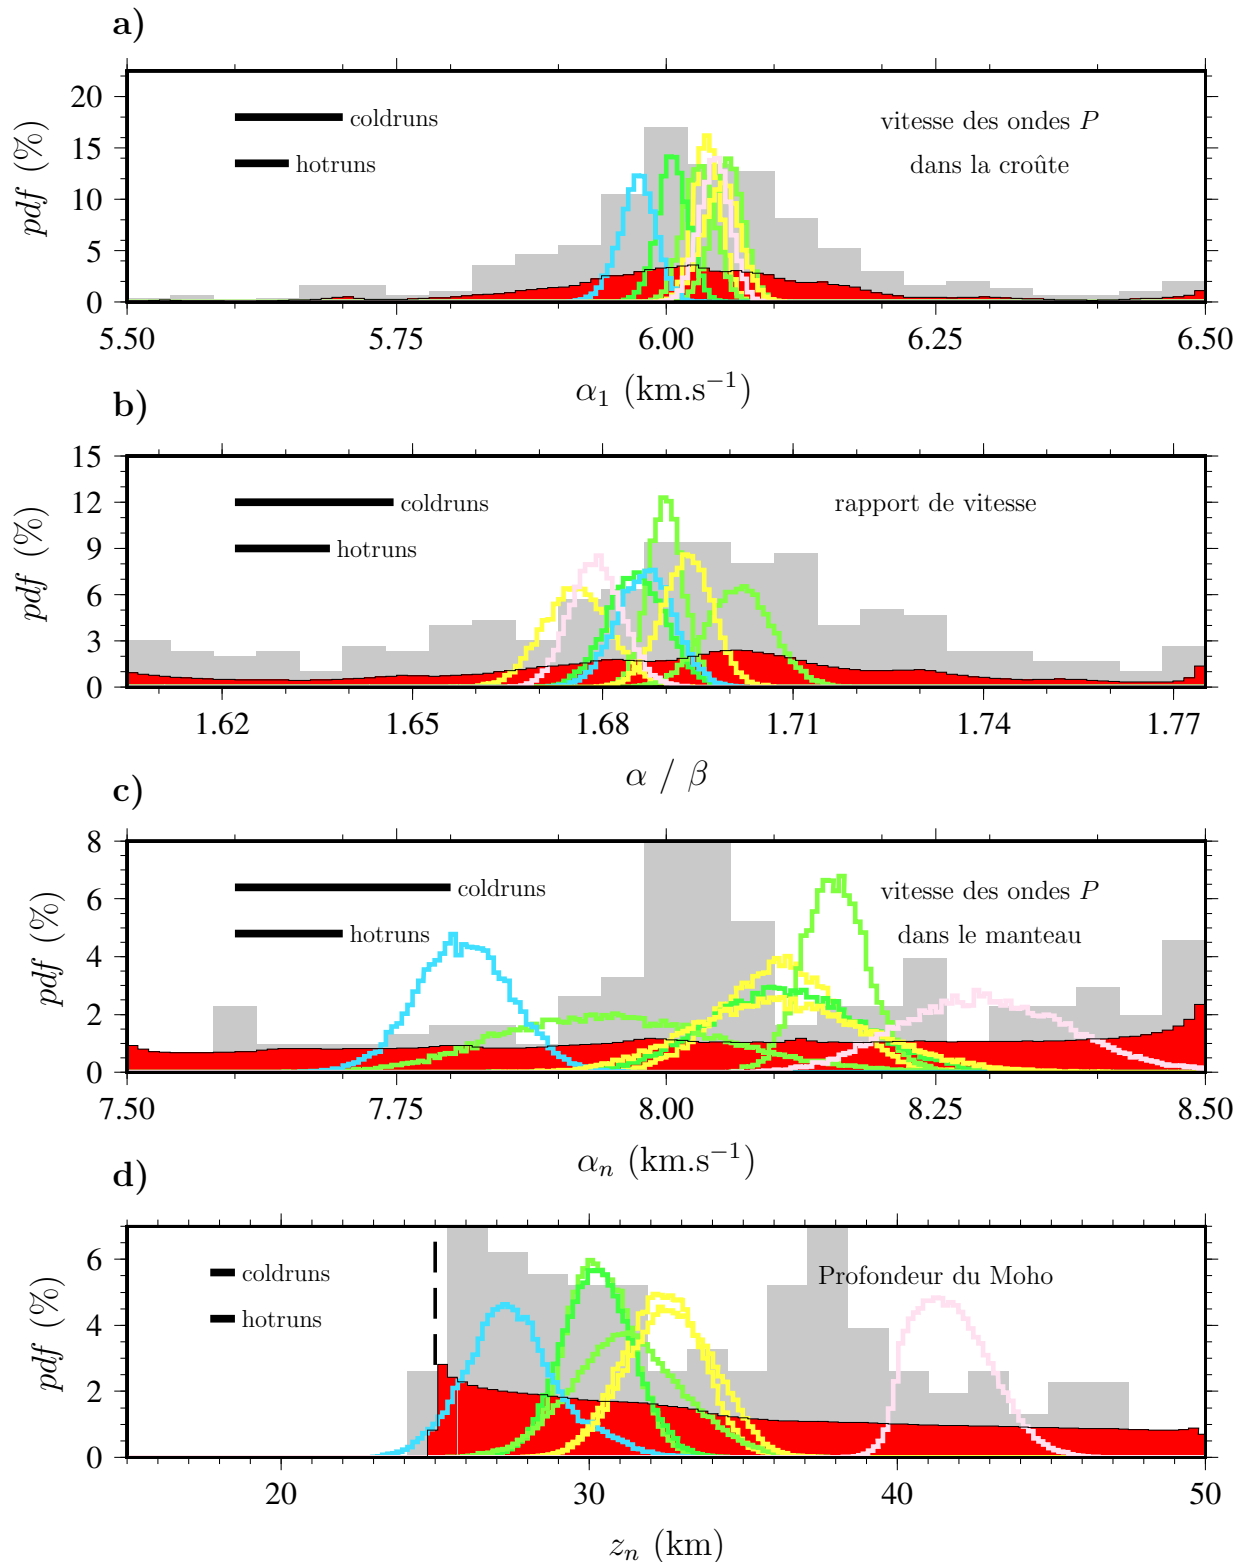 a)
pdf (%)
0
5
10
15
20
coldruns
hotruns
vitesse des ondes P
dans la croûte
5.50
5.75
6.00
6.25
6.50
α₁ (km.s⁻¹)
b)
pdf (%)
0
3
6
9
12
15
coldruns
hotruns
rapport de vitesse
1.62
1.65
1.68
1.71
1.74
1.77
α / β
c)
pdf (%)
0
2
4
6
8
coldruns
hotruns
vitesse des ondes P
dans le manteau
7.50
7.75
8.00
8.25
8.50
αₙ (km.s⁻¹)
d)
pdf (%)
0
2
4
6
coldruns
hotruns
Profondeur du Moho
20
30
40
50
zₙ (km)